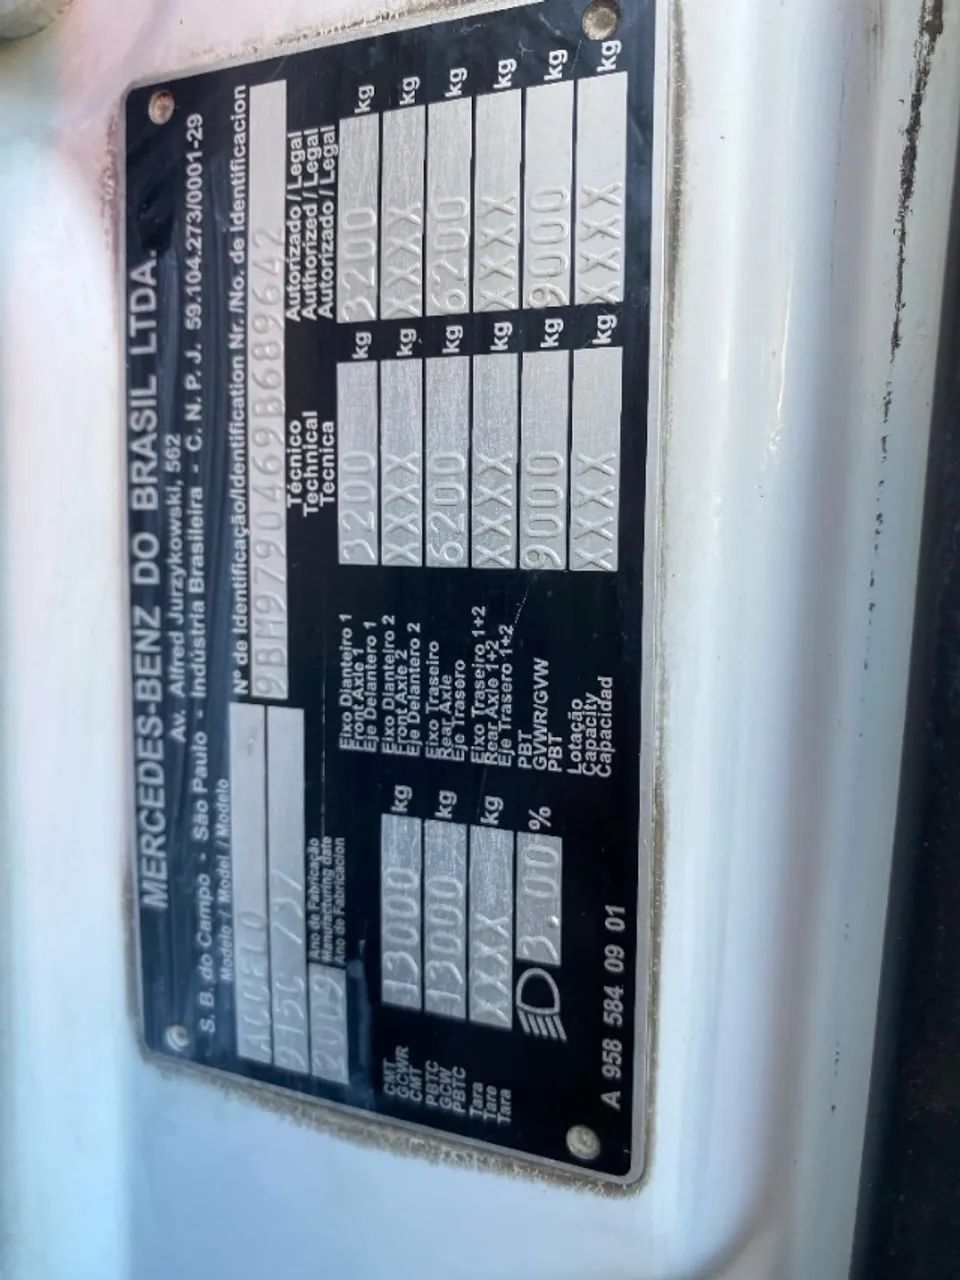 MERCEDES-BENZ DO BRASIL LTDA.
Av. Alfred Jurzykowski, 562
S. B. do Campo - São Paulo - Indústria Brasileira - C. N. P. J. 59.104.273/0001-29
Modelo / Model / Modelo
Nº de Identificação/Identification Nr. /No. de Identificacion
ACCELO
9BM9790469B689642
915C /37
2009
Ano de Fabricação
Manufacturing date
Ano de Fabricacion
Técnico
Technical
Tecnica
Autorizado / Legal
Authorized / Legal
Autorizado / Legal
CMT
GCWR
CMT
13000 kg
PBTC
GCW
PBTC
13000 kg
Tara
Tare
Tara
XXXX kg
3.00 %
Eixo Dianteiro 1
Front Axle 1
Eje Delantero 1
3200 kg 3200 kg
Eixo Dianteiro 2
Front Axle 2
Eje Delantero 2
XXXX kg XXXX kg
Eixo Traseiro
Rear Axle
Eje Trasero
6200 kg 6200 kg
Eixo Traseiro 1+2
Rear Axle 1+2
Eje Trasero 1+2
XXXX kg XXXX kg
PBT
GVWR/GVW
PBT
9000 kg 9000 kg
Lotação
Capacity
Capacidad
XXXX kg XXXX kg
A 958 584 09 01